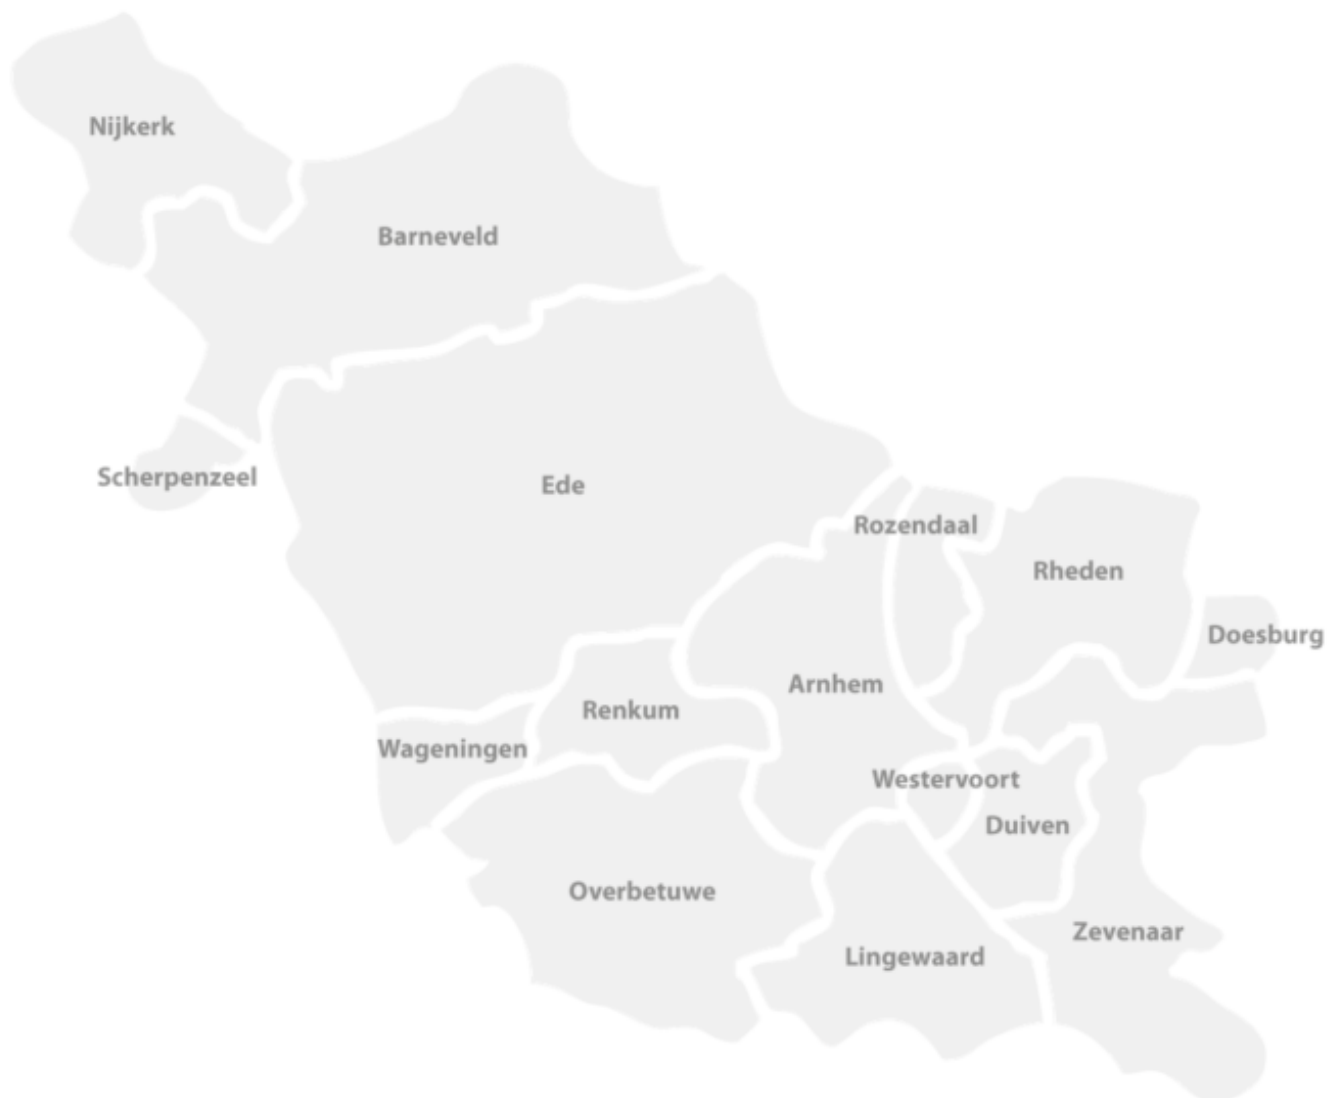 Nijkerk
Barneveld
Scherpenzeel
Ede
Rozendaal
Rheden
Doesburg
Arnhem
Renkum
Wageningen
Westervoort
Duiven
Overbetuwe
Zevenaar
Lingewaard